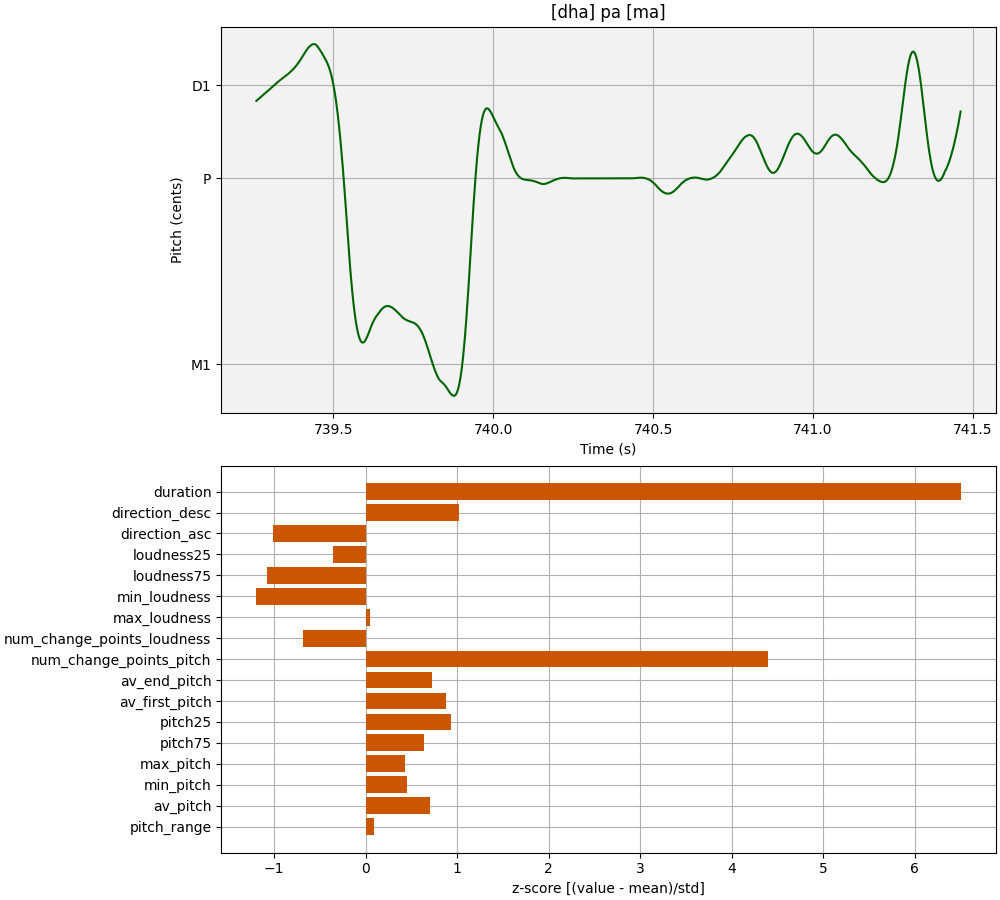 [dha] pa [ma]
D1
P
M1
Pitch (cents)
739.5 740.0 740.5 741.0 741.5
Time (s)
duration
direction_desc
direction_asc
loudness25
loudness75
min_loudness
max_loudness
num_change_points_loudness
num_change_points_pitch
av_end_pitch
av_first_pitch
pitch25
pitch75
max_pitch
min_pitch
av_pitch
pitch_range
−1 0 1 2 3 4 5 6
z-score [(value - mean)/std]